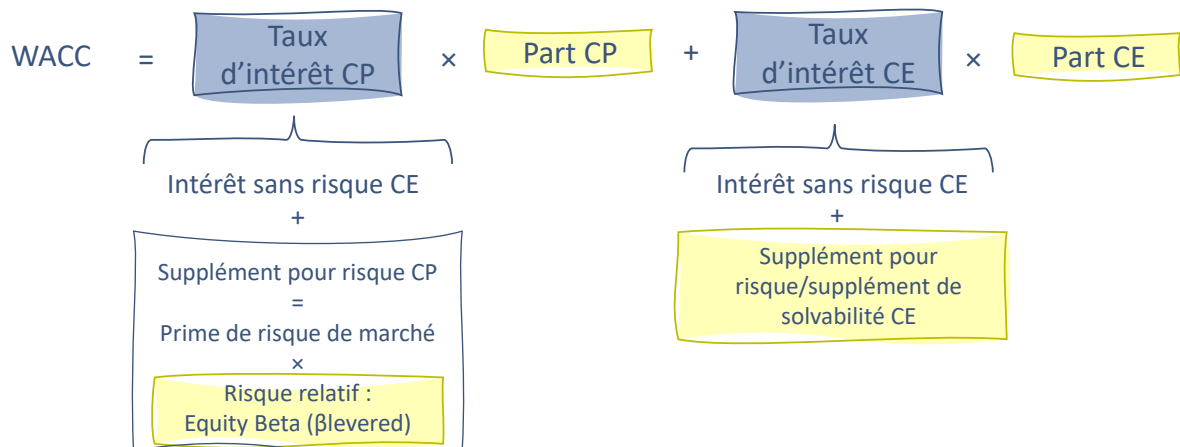 WACC = Taux d'intérêt CP × Part CP + Taux d'intérêt CE × Part CE
Intérêt sans risque CE
+
Supplément pour risque CP
=
Prime de risque de marché
×
Risque relatif :
Equity Beta (βlevered)
Intérêt sans risque CE
+
Supplément pour
risque/supplément de
solvabilité CE